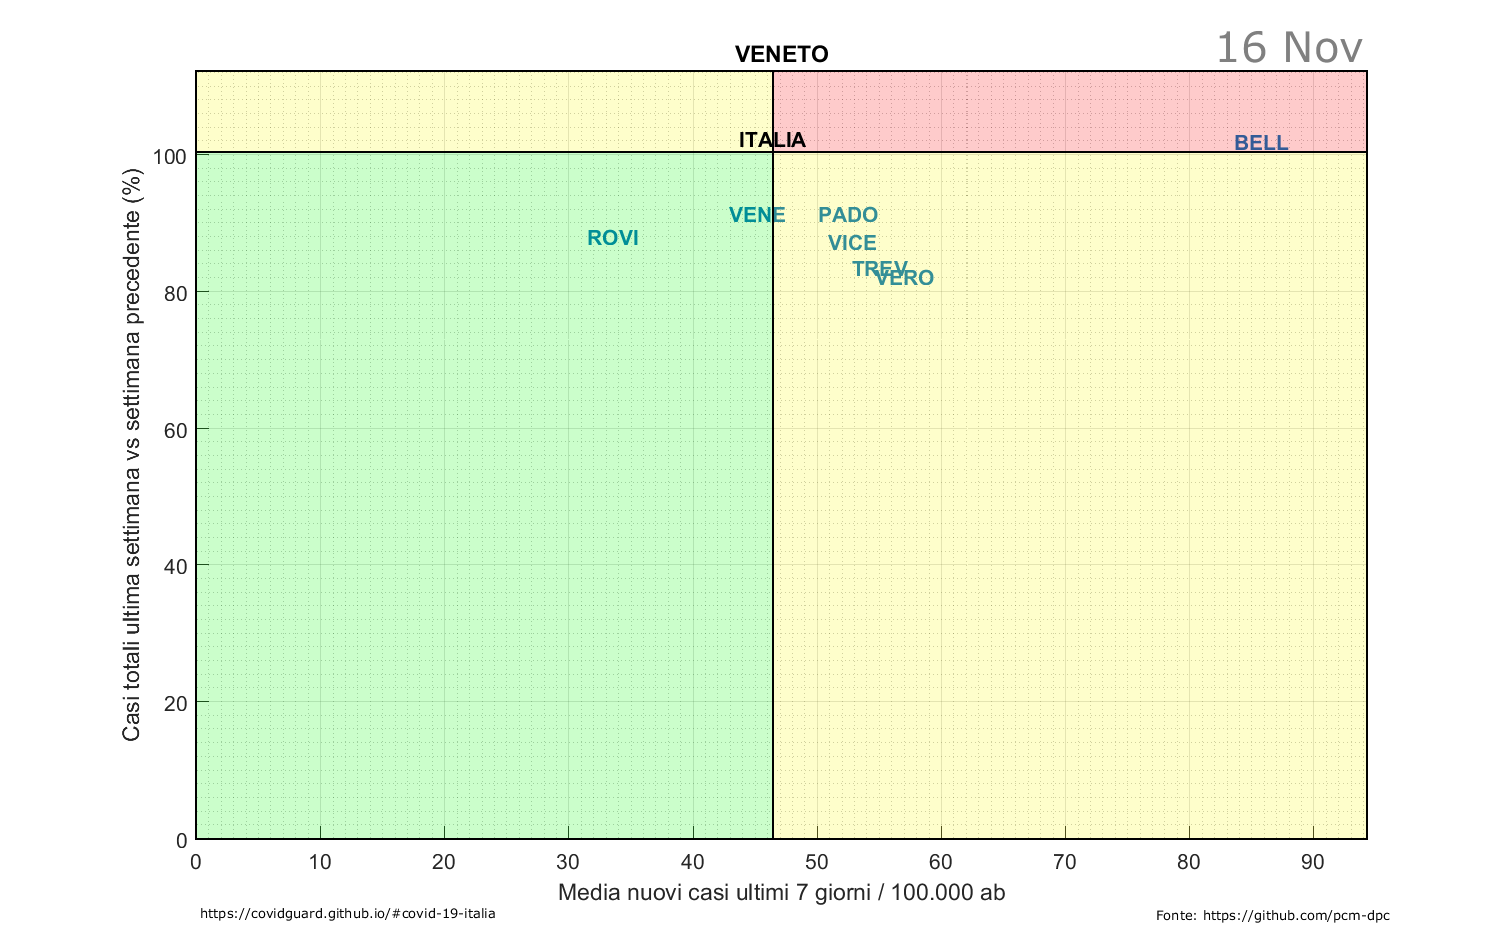 VENETO
16 Nov
ITALIA
BELL
VENE
PADO
ROVI
VICE
TREV
VERO
100
80
60
40
20
0
Casi totali ultima settimana vs settimana precedente (%)
0 10 20 30 40 50 60 70 80 90
Media nuovi casi ultimi 7 giorni / 100.000 ab
https://covidguard.github.io/#covid-19-italia
Fonte: https://github.com/pcm-dpc